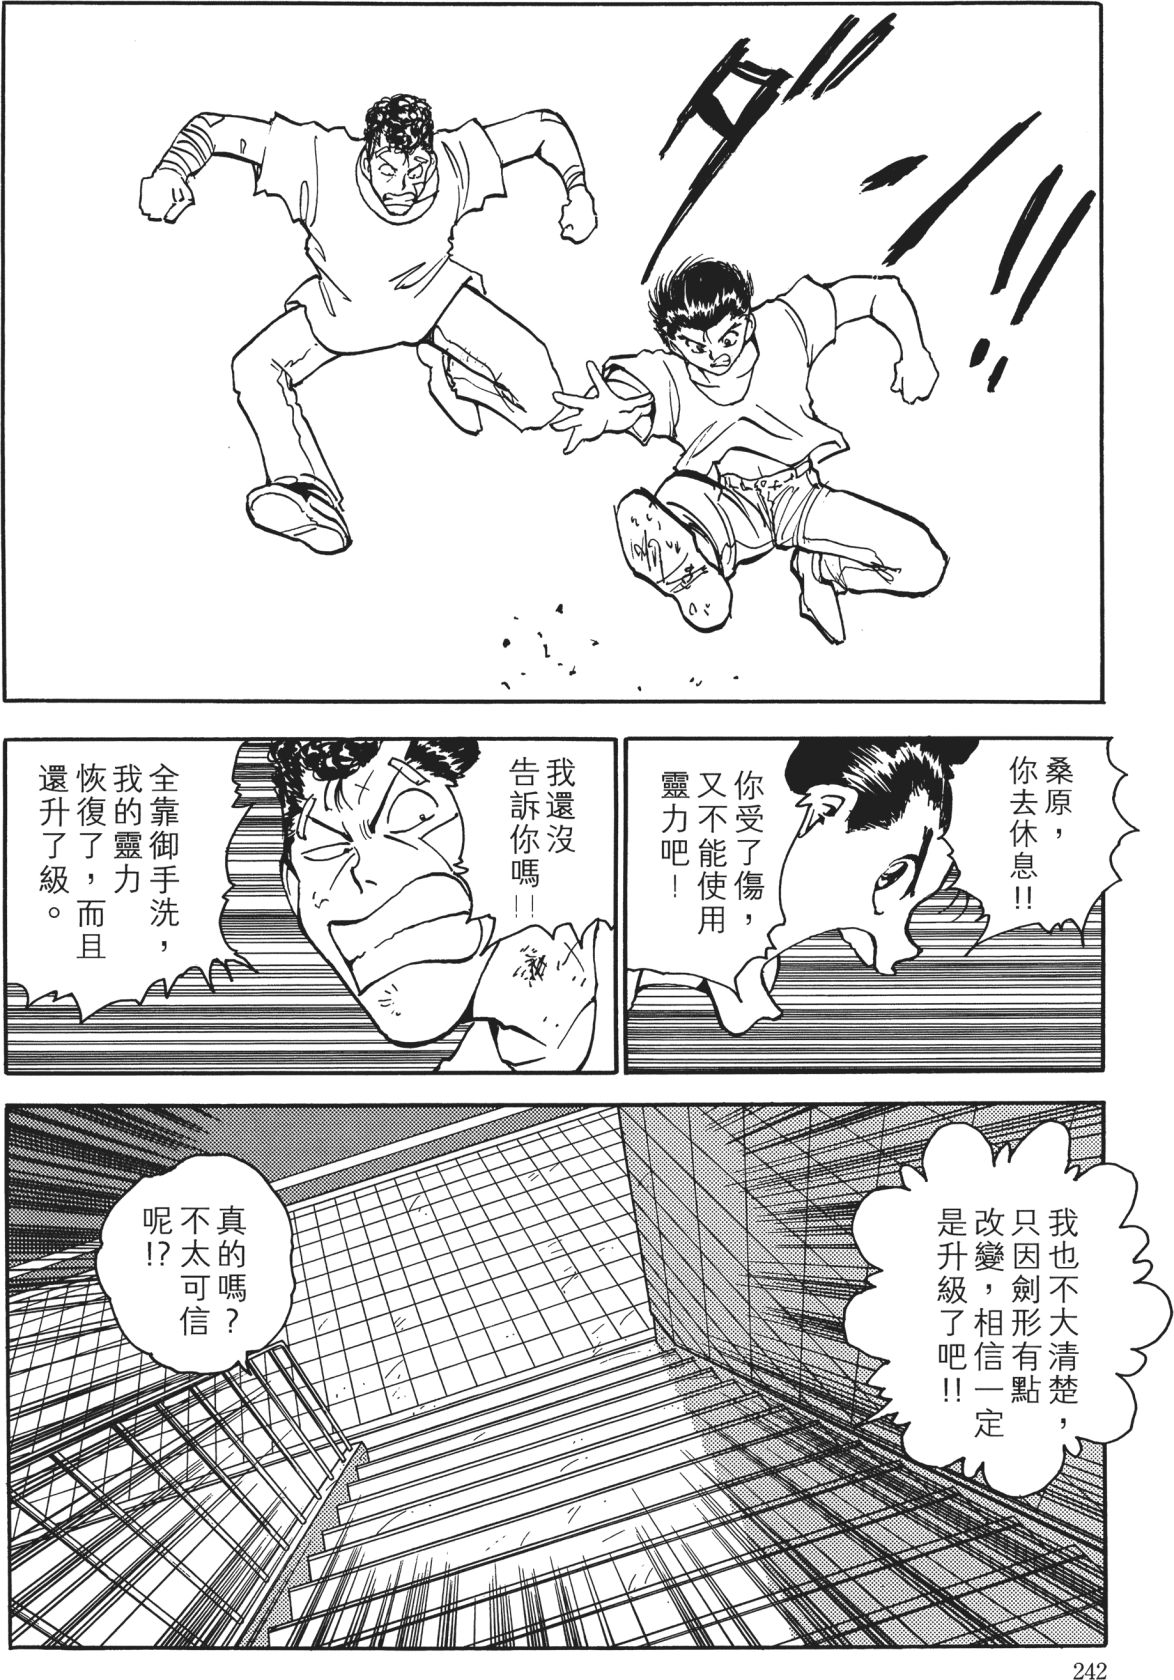 ダッ!!
桑原，
你去休息!!
你受了傷，
又不能使用
靈力吧！
我還沒
告訴你嗎!!
全靠御手洗，
我的靈力
恢復了，而且
還升了級。
我也不大清楚，
只因劍形有點
改變，相信一定
是升級了吧!!
真的嗎？
不太可信
呢!?
242